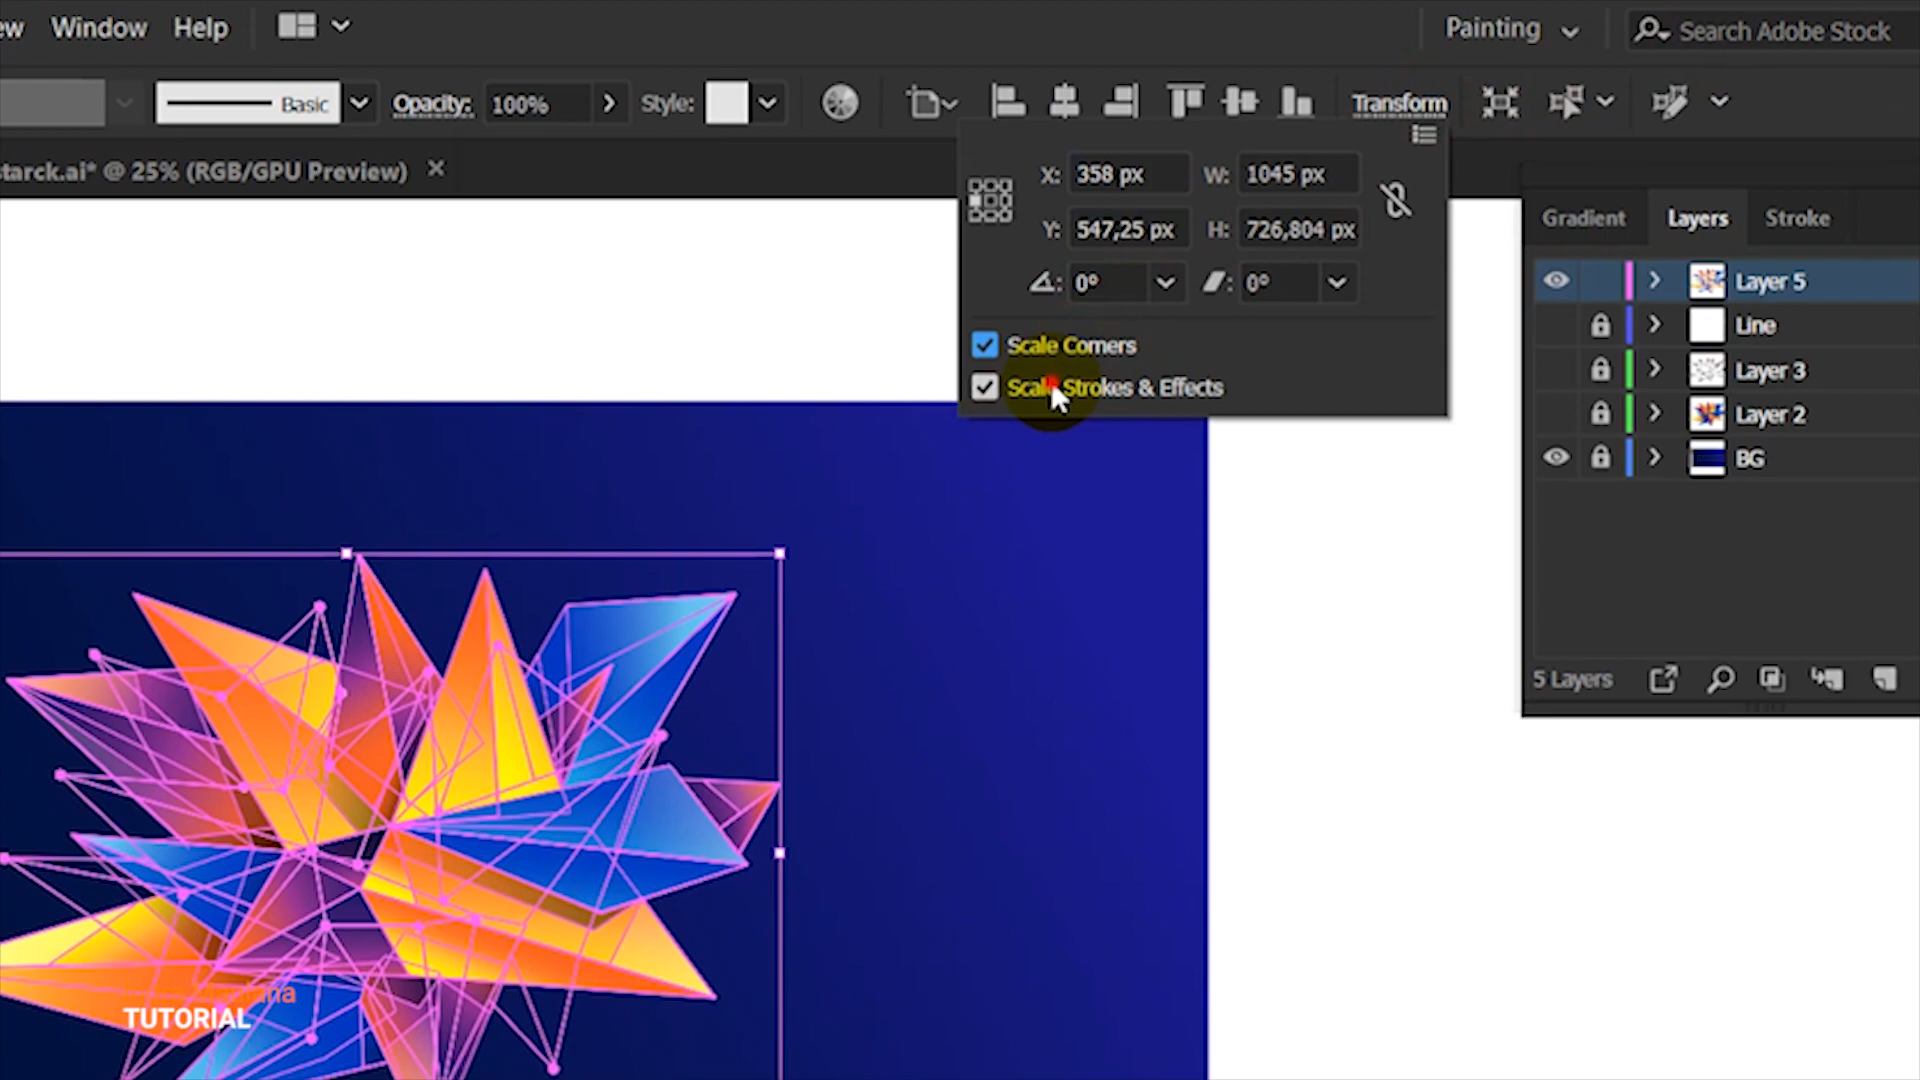 ew Window Help Painting Search Adobe Stock
Basic Opacity: 100% Style: Transform
starck.ai* @ 25% (RGB/GPU Preview) ×
X: 358 px W: 1045 px
Y: 547,25 px H: 726,804 px
0° 0°
Scale Corners
Scale Strokes & Effects
Gradient Layers Stroke
Layer 5
Line
Layer 3
Layer 2
BG
5 Layers
TUTORIAL